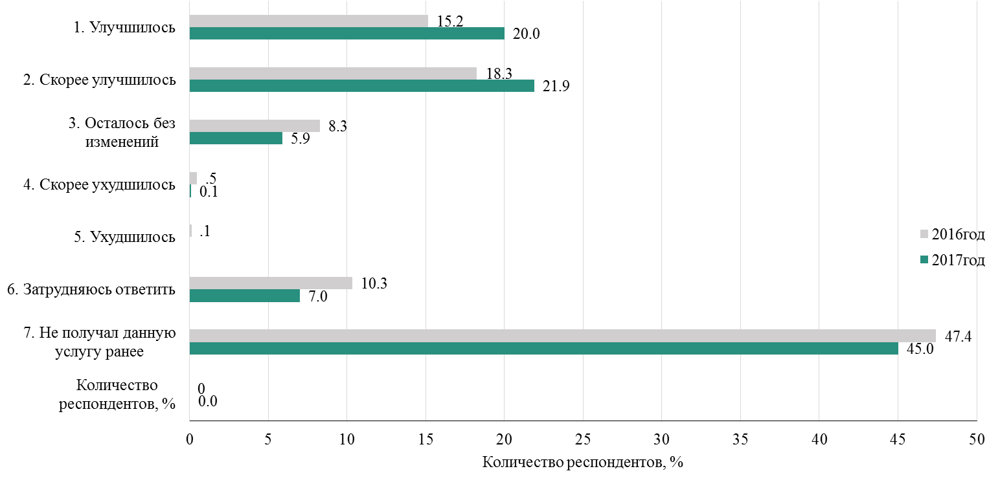 1. Улучшилось
15.2
20.0
2. Скорее улучшилось
18.3
21.9
3. Осталось без
изменений
8.3
5.9
4. Скорее ухудшилось
.5
0.1
5. Ухудшилось
.1
2016год
2017год
6. Затрудняюсь ответить
10.3
7.0
7. Не получал данную
услугу ранее
47.4
45.0
Количество
респондентов, %
0
0.0
0 5 10 15 20 25 30 35 40 45 50
Количество респондентов, %